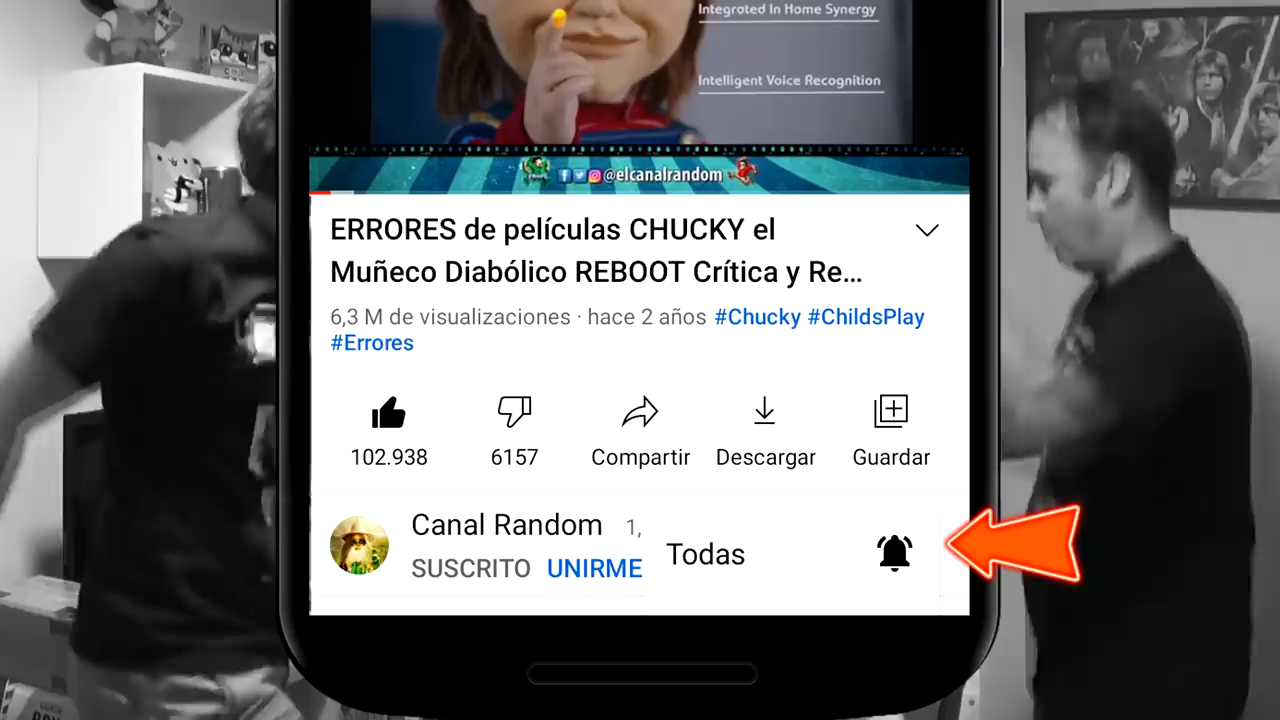 Integrated In Home Synergy
Intelligent Voice Recognition
@elcanalrandom
ERRORES de películas CHUCKY el
Muñeco Diabólico REBOOT Crítica y Re...
6,3 M de visualizaciones · hace 2 años #Chucky #ChildsPlay
#Errores
102.938
6157
Compartir
Descargar
Guardar
Canal Random 1,
SUSCRITO UNIRME
Todas